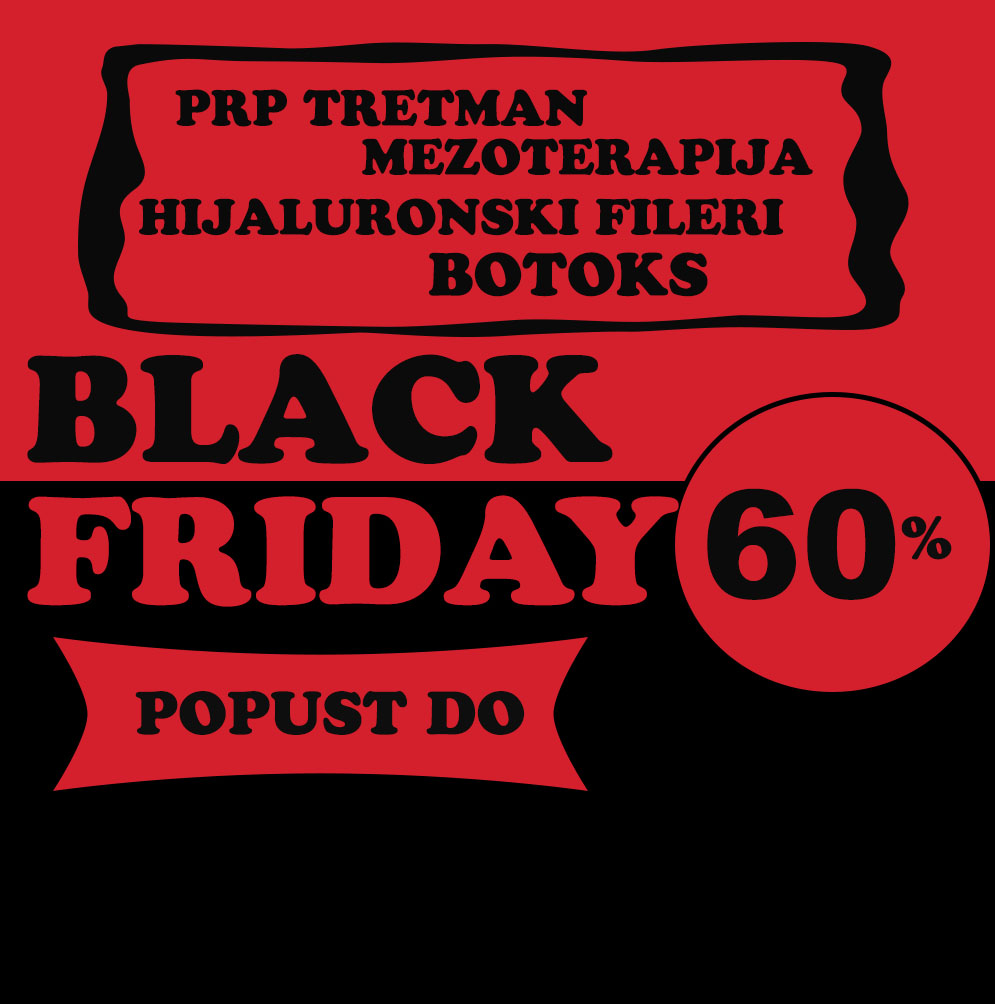 PRP TRETMAN
MEZOTERAPIJA
HIJALURONSKI FILERI
BOTOKS
BLACK
FRIDAY
60%
POPUST DO